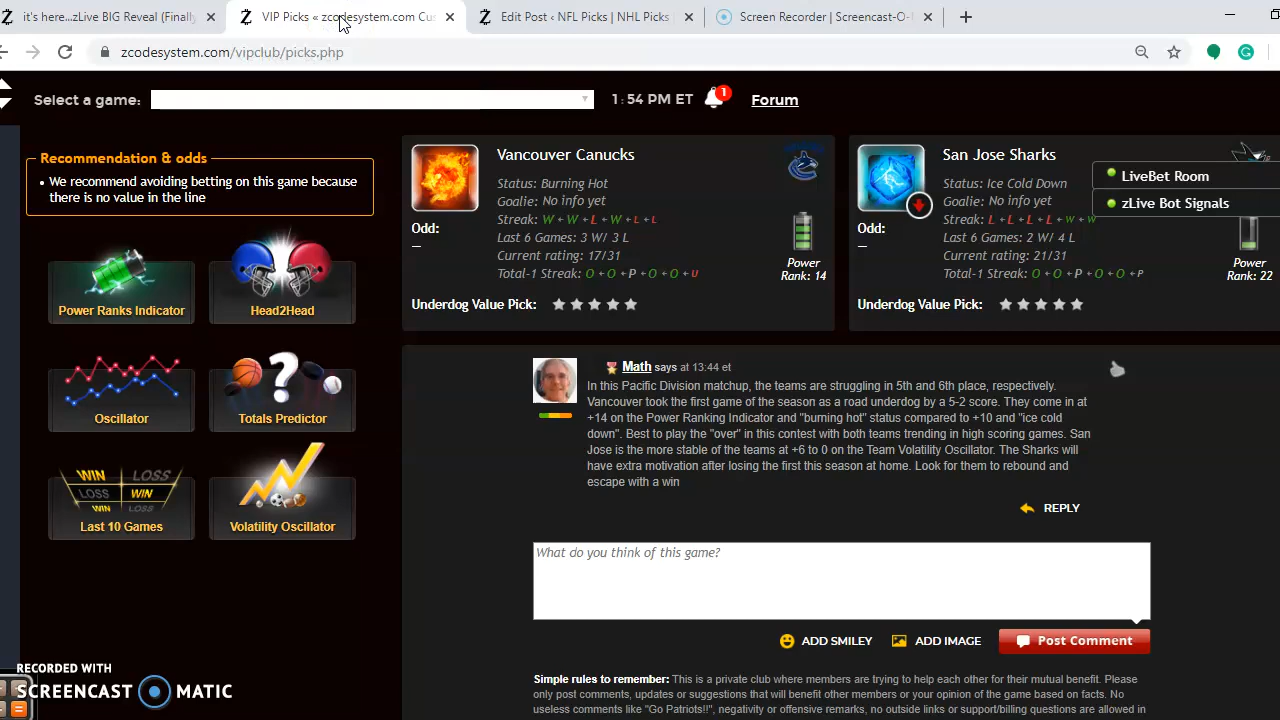 it's here...zLive BIG Reveal (Finally
VIP Picks « zcodesystem.com Cu
Edit Post ‹ NFL Picks | NHL Picks
Screen Recorder | Screencast-O-
zcodesystem.com/vipclub/picks.php
Select a game:
1:54 PM ET
1
Forum
Recommendation & odds
• We recommend avoiding betting on this game because
there is no value in the line
Power Ranks Indicator
Head2Head
Oscillator
Totals Predictor
WIN LOSS
LOSS WIN
WIN LOSS
Last 10 Games
Volatility Oscillator
Vancouver Canucks
Status: Burning Hot
Goalie: No info yet
Streak: W + W + L + W + L + L
Odd:
—
Last 6 Games: 3 W/ 3 L
Current rating: 17/31
Total-1 Streak: O + O + P + O + O + U
Power
Rank: 14
Underdog Value Pick:
San Jose Sharks
Status: Ice Cold Down
Goalie: No info yet
Streak: L + L + L + L + W + W
Odd:
—
Last 6 Games: 2 W/ 4 L
Current rating: 21/31
Total-1 Streak: O + O + P + O + O + P
Power
Rank: 22
Underdog Value Pick:
LiveBet Room
zLive Bot Signals
Math says at 13:44 et
In this Pacific Division matchup, the teams are struggling in 5th and 6th place, respectively.
Vancouver took the first game of the season as a road underdog by a 5-2 score. They come in at
+14 on the Power Ranking Indicator and "burning hot" status compared to +10 and "ice cold
down". Best to play the "over" in this contest with both teams trending in high scoring games. San
Jose is the more stable of the teams at +6 to 0 on the Team Volatility Oscillator. The Sharks will
have extra motivation after losing the first this season at home. Look for them to rebound and
escape with a win
REPLY
What do you think of this game?
ADD SMILEY
ADD IMAGE
Post Comment
Simple rules to remember: This is a private club where members are trying to help each other for their mutual benefit. Please
only post comments, updates or suggestions that will benefit other members or your opinion of the game based on facts. No
useless comments like "Go Patriots!!", negativity or offensive remarks, no outside links or support/billing questions are allowed in
RECORDED WITH
SCREENCAST MATIC